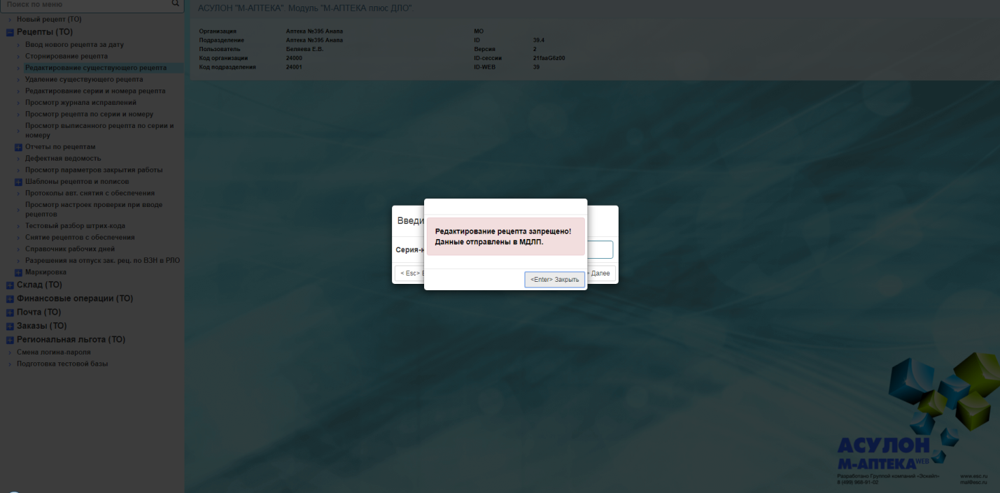 Поиск по меню
Новый рецепт (ТО)
Рецепты (ТО)
Ввод нового рецепта за дату
Сторнирование рецепта
Редактирование существующего рецепта
Удаление существующего рецепта
Редактирование серии и номера рецепта
Просмотр журнала исправлений
Просмотр рецепта по серии и номеру
Просмотр выписанного рецепта по серии и
номеру
Отчеты по рецептам
Дефектная ведомость
Просмотр параметров закрытия работы
Шаблоны рецептов и полисов
Протоколы авт. снятия с обеспечения
Просмотр настроек проверки при вводе
рецептов
Тестовый разбор штрих-кода
Снятие рецептов с обеспечения
Справочник рабочих дней
Разрешения на отпуск зак. рец. по ВЗН в РЛО
Маркировка
Склад (ТО)
Финансовые операции (ТО)
Почта (ТО)
Заказы (ТО)
Региональная льгота (ТО)
Смена логина-пароля
Подготовка тестовой базы
АСУЛОН "М-АПТЕКА". Модуль "М-АПТЕКА плюс ДЛО".
Организация Аптека №395 Анапа МО
Подразделение Аптека №395 Анапа ID 39.4
Пользователь Беляева Е.В. Версия 2
Код организации 24000 ID-сессии 21faaG6z00
Код подразделения 24001 ID-WEB 39
Введи
Серия-н
< Esc> В
> Далее
Редактирование рецепта запрещено!
Данные отправлены в МДЛП.
<Enter> Закрыть
АСУЛОН
М-АПТЕКА WEB
Разработано Группой компаний «Эскейп» www.esc.ru
8 (499) 968-91-02 mail@esc.ru